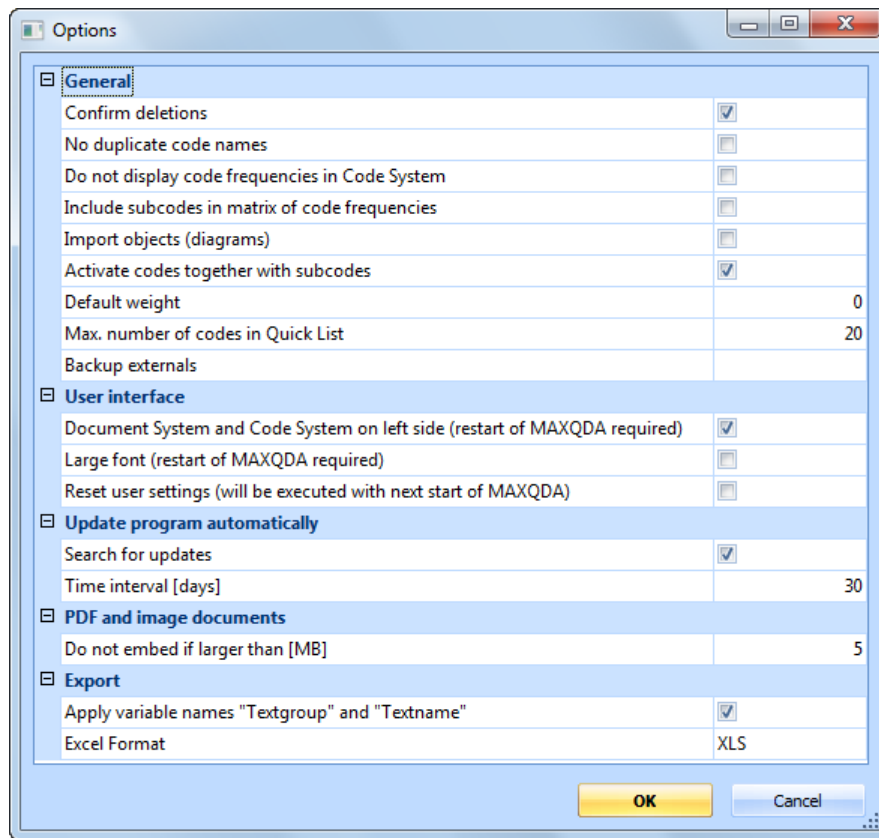 Options
General
Confirm deletions
No duplicate code names
Do not display code frequencies in Code System
Include subcodes in matrix of code frequencies
Import objects (diagrams)
Activate codes together with subcodes
Default weight 0
Max. number of codes in Quick List 20
Backup externals
User interface
Document System and Code System on left side (restart of MAXQDA required)
Large font (restart of MAXQDA required)
Reset user settings (will be executed with next start of MAXQDA)
Update program automatically
Search for updates
Time interval [days] 30
PDF and image documents
Do not embed if larger than [MB] 5
Export
Apply variable names "Textgroup" and "Textname"
Excel Format XLS
OK Cancel